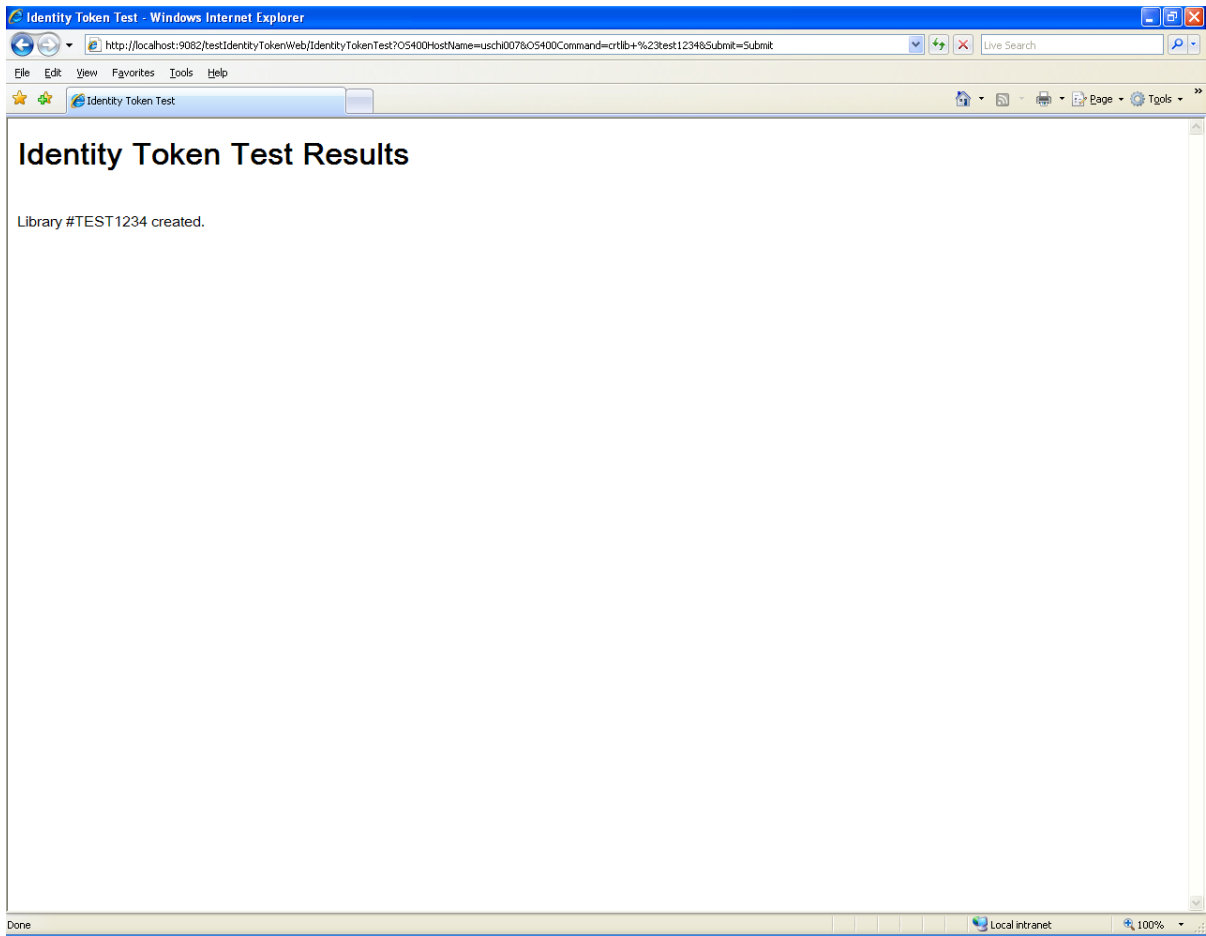 Identity Token Test - Windows Internet Explorer
http://localhost:9082/testIdentityTokenWeb/IdentityTokenTest?OS400HostName=uschi007&OS400Command=crtlib+%23test1234&Submit=Submit Live Search
File Edit View Favorites Tools Help
Identity Token Test Page Tools »
Identity Token Test Results
Library #TEST1234 created.
Done Local intranet 100%